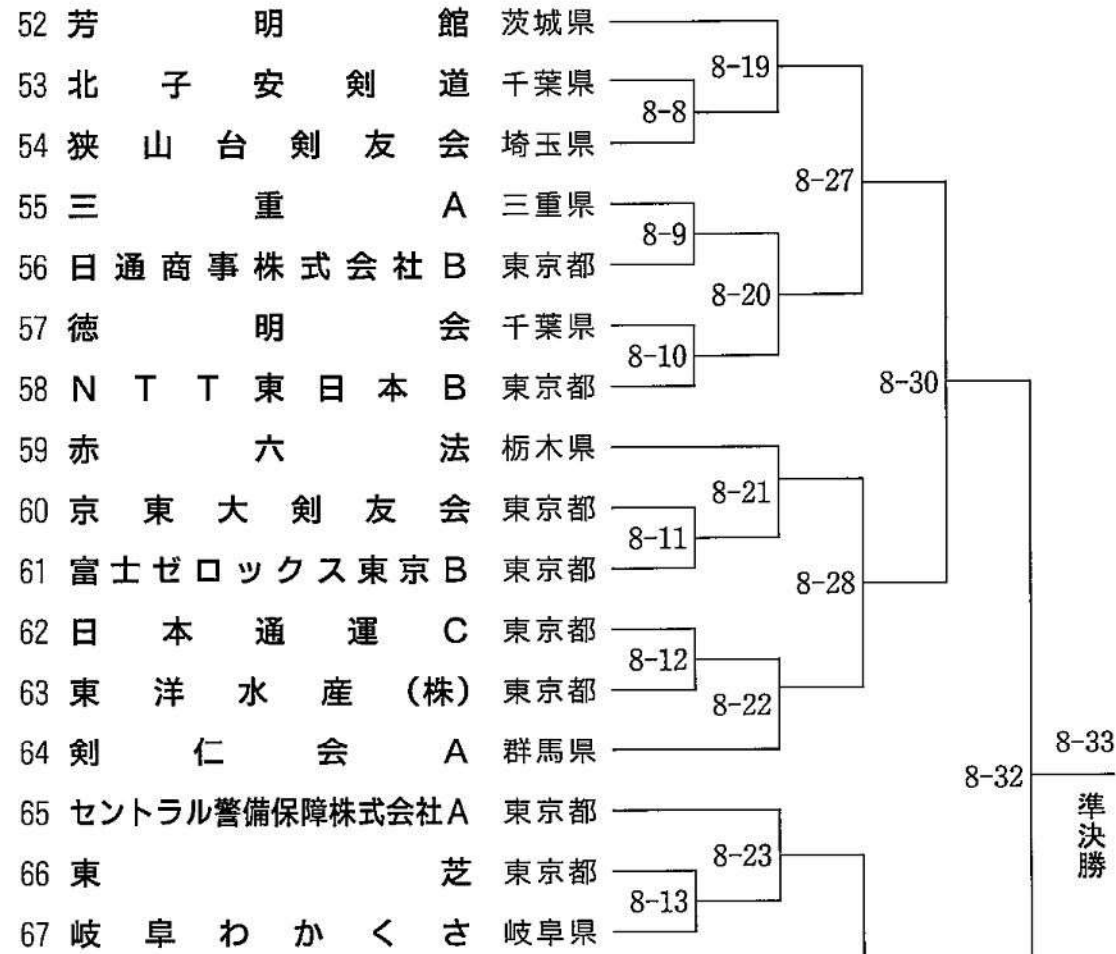 52 芳明館 茨城県
53 北子安剣道 千葉県
54 狭山台剣友会 埼玉県
55 三重A 三重県
56 日通商事株式会社B 東京都
57 徳明会 千葉県
58 NTT東日本B 東京都
59 赤六法 栃木県
60 京東大剣友会 東京都
61 富士ゼロックス東京B 東京都
62 日本通運C 東京都
63 東洋水産(株) 東京都
64 剣仁会A 群馬県
65 セントラル警備保障株式会社A 東京都
66 東芝 東京都
67 岐阜わかくさ 岐阜県
8-8
8-9
8-10
8-11
8-12
8-13
8-19
8-20
8-21
8-22
8-23
8-27
8-28
8-30
8-32
8-33
準決勝